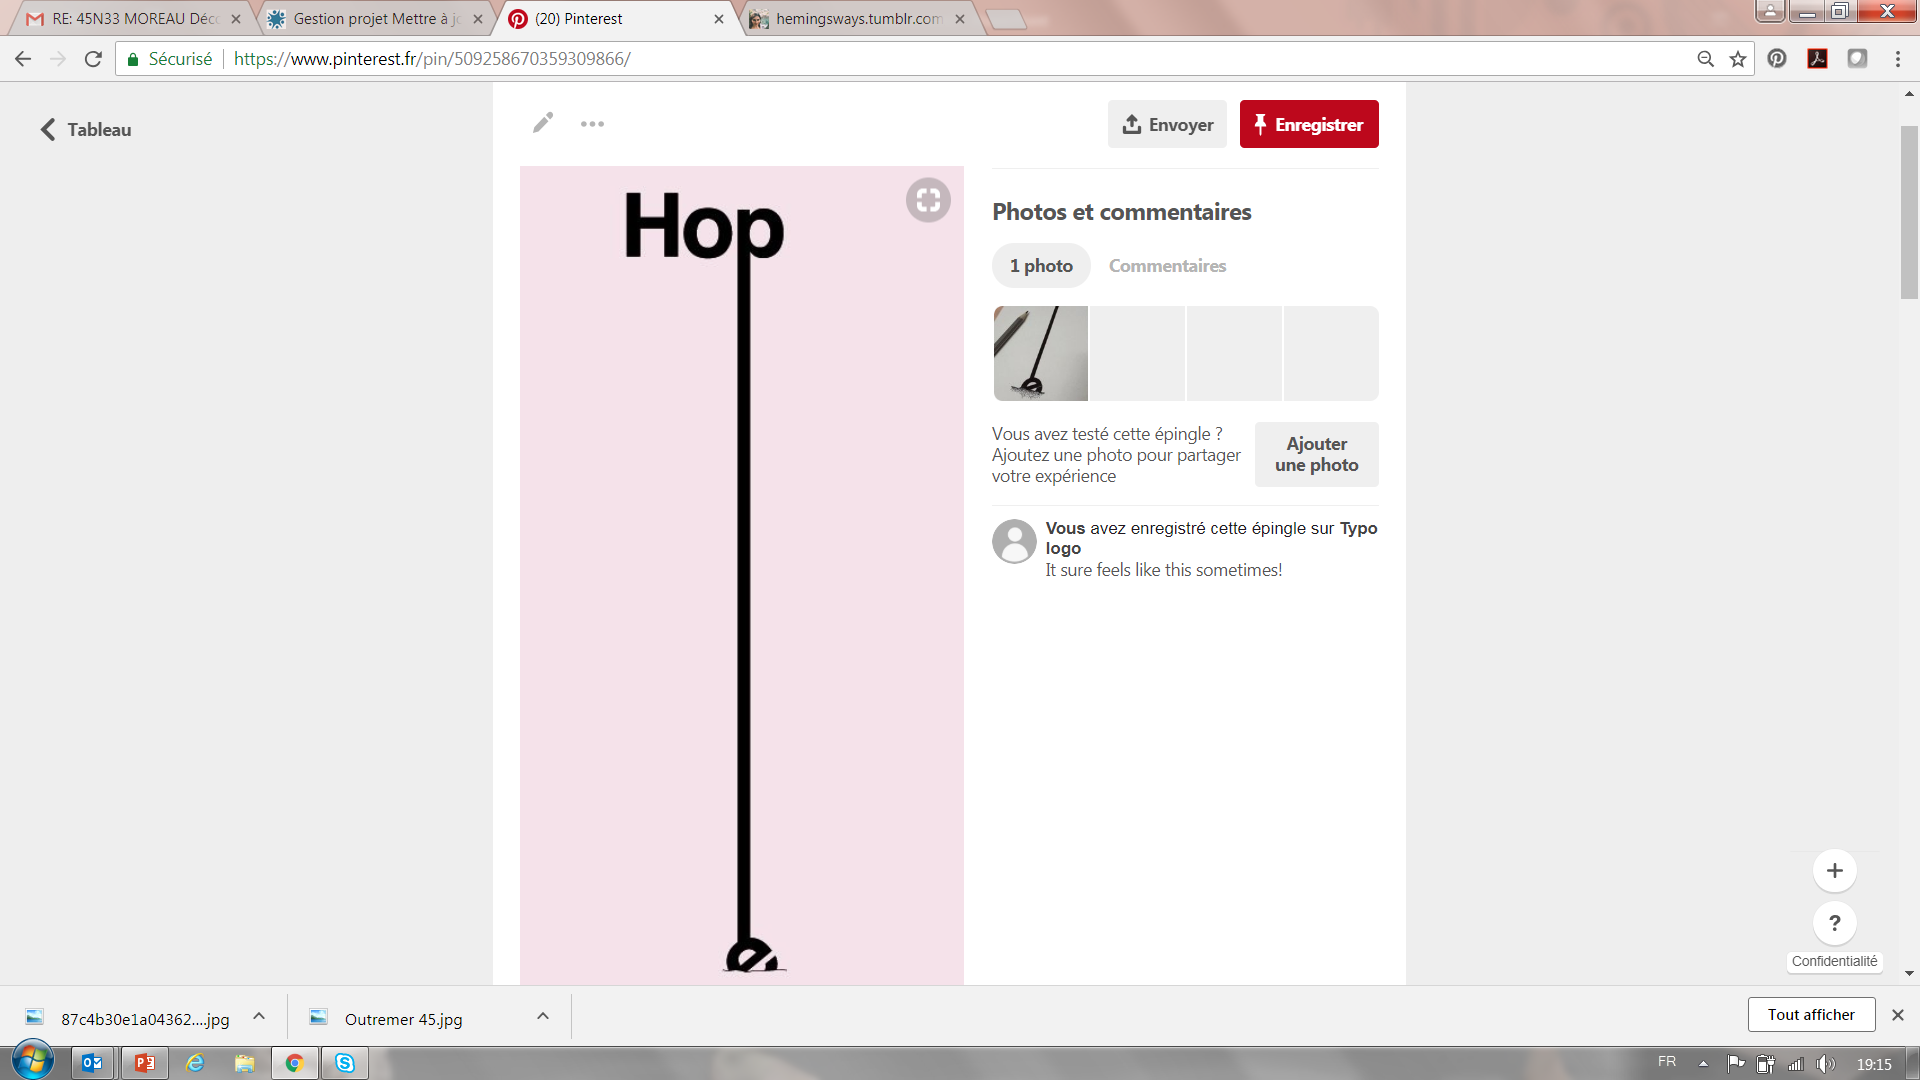 RE: 45N33 MOREAU Déco
Gestion projet Mettre à jo
(20) Pinterest
hemingsways.tumblr.com
Sécurisé
https://www.pinterest.fr/pin/509258670359309866/
Tableau
Envoyer
Enregistrer
Hop
e
Photos et commentaires
1 photo
Commentaires
Vous avez testé cette épingle ?
Ajoutez une photo pour partager
votre expérience
Ajouter
une photo
Vous avez enregistré cette épingle sur Typo
logo
It sure feels like this sometimes!
+
?
Confidentialité
87c4b30e1a04362....jpg
Outremer 45.jpg
Tout afficher
FR
19:15